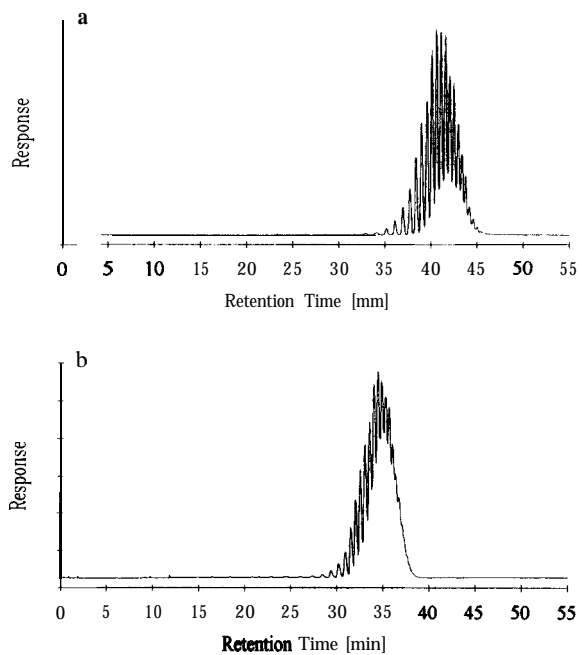 a
Response
0 5 10 15 20 25 30 35 40 45 50 55
Retention Time [mm]
b
Response
0 5 10 15 20 25 30 35 40 45 50 55
Retention Time [min]